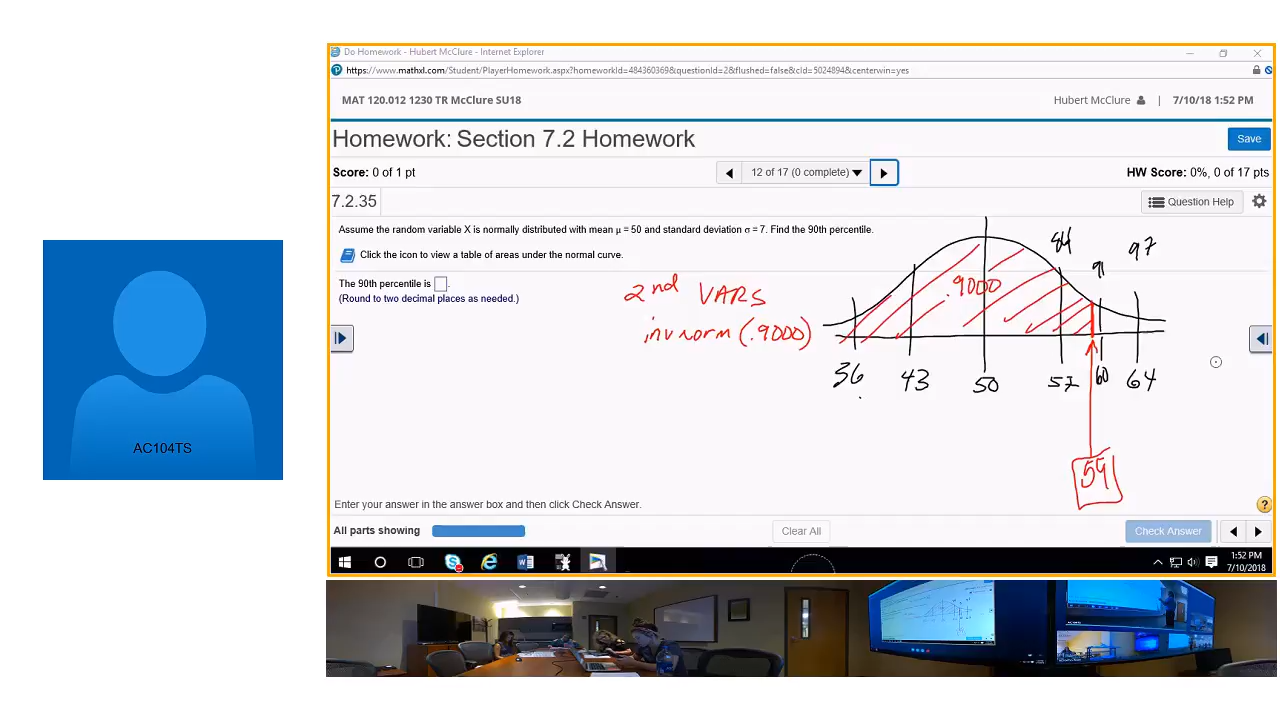 Do Homework - Hubert McClure - Internet Explorer
https://www.mathxl.com/Student/PlayerHomework.aspx?homeworkId=484360369&questionId=2&flushed=false&cId=5024894&centerwin=yes
MAT 120.012 1230 TR McClure SU18
Hubert McClure | 7/10/18 1:52 PM
Homework: Section 7.2 Homework
Save
Score: 0 of 1 pt
12 of 17 (0 complete)
HW Score: 0%, 0 of 17 pts
7.2.35
Question Help
Assume the random variable X is normally distributed with mean μ = 50 and standard deviation σ = 7. Find the 90th percentile.
Click the icon to view a table of areas under the normal curve.
The 90th percentile is .
(Round to two decimal places as needed.)
2nd VARS
invnorm (.9000)
.9000
84
91
97
36 43 50 57 60 64
59
AC104TS
Enter your answer in the answer box and then click Check Answer.
All parts showing
Clear All
Check Answer
1:52 PM
7/10/2018